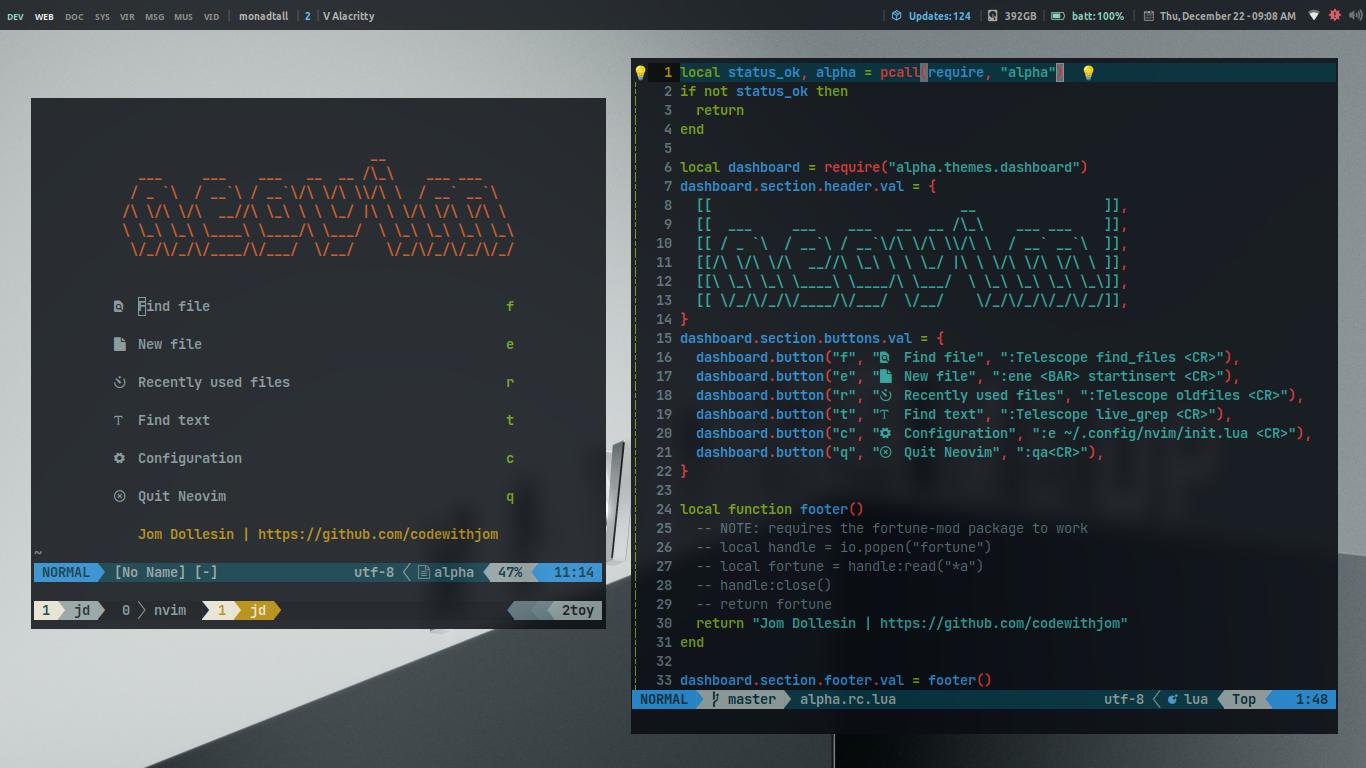 DEV WEB DOC SYS VIR MSG MUS VID | monadtall | 2 | V Alacritty
| Updates:124 | 392GB | batt:100% | Thu, December 22 - 09:08 AM
                               __
  ___     ___    ___   __  __ /\_\    ___ ___
 / _ `\  / __`\ / __`\/\ \/\ \\/\ \  / __` __`\
/\ \/\ \/\  __//\ \_\ \ \ \_/ |\ \ \/\ \/\ \/\ \
\ \_\ \_\ \____\ \____/\ \___/  \ \_\ \_\ \_\ \_\
 \/_/\/_/\/____/\/___/  \/__/    \/_/\/_/\/_/\/_/
Find file f
New file e
Recently used files r
Find text t
Configuration c
Quit Neovim q
Jom Dollesin | https://github.com/codewithjom
~
NORMAL [No Name] [-] utf-8 alpha 47% 11:14
1 jd 0 nvim 1 jd 2toy
1 local status_ok, alpha = pcall(require, "alpha")
2 if not status_ok then
3   return
4 end
5
6 local dashboard = require("alpha.themes.dashboard")
7 dashboard.section.header.val = {
8   [[                               __                ]],
9   [[  ___     ___    ___   __  __ /\_\    ___ ___    ]],
10   [[ / _ `\  / __`\ / __`\/\ \/\ \\/\ \  / __` __`\  ]],
11   [[/\ \/\ \/\  __//\ \_\ \ \ \_/ |\ \ \/\ \/\ \/\ \ ]],
12   [[\ \_\ \_\ \____\ \____/\ \___/  \ \_\ \_\ \_\ \_\]],
13   [[ \/_/\/_/\/____/\/___/  \/__/    \/_/\/_/\/_/\/_/]],
14 }
15 dashboard.section.buttons.val = {
16   dashboard.button("f", "  Find file", ":Telescope find_files <CR>"),
17   dashboard.button("e", "  New file", ":ene <BAR> startinsert <CR>"),
18   dashboard.button("r", "  Recently used files", ":Telescope oldfiles <CR>"),
19   dashboard.button("t", "  Find text", ":Telescope live_grep <CR>"),
20   dashboard.button("c", "  Configuration", ":e ~/.config/nvim/init.lua <CR>"),
21   dashboard.button("q", "  Quit Neovim", ":qa<CR>"),
22 }
23
24 local function footer()
25   -- NOTE: requires the fortune-mod package to work
26   -- local handle = io.popen("fortune")
27   -- local fortune = handle:read("*a")
28   -- handle:close()
29   -- return fortune
30   return "Jom Dollesin | https://github.com/codewithjom"
31 end
32
33 dashboard.section.footer.val = footer()
NORMAL master alpha.rc.lua utf-8 lua Top 1:48